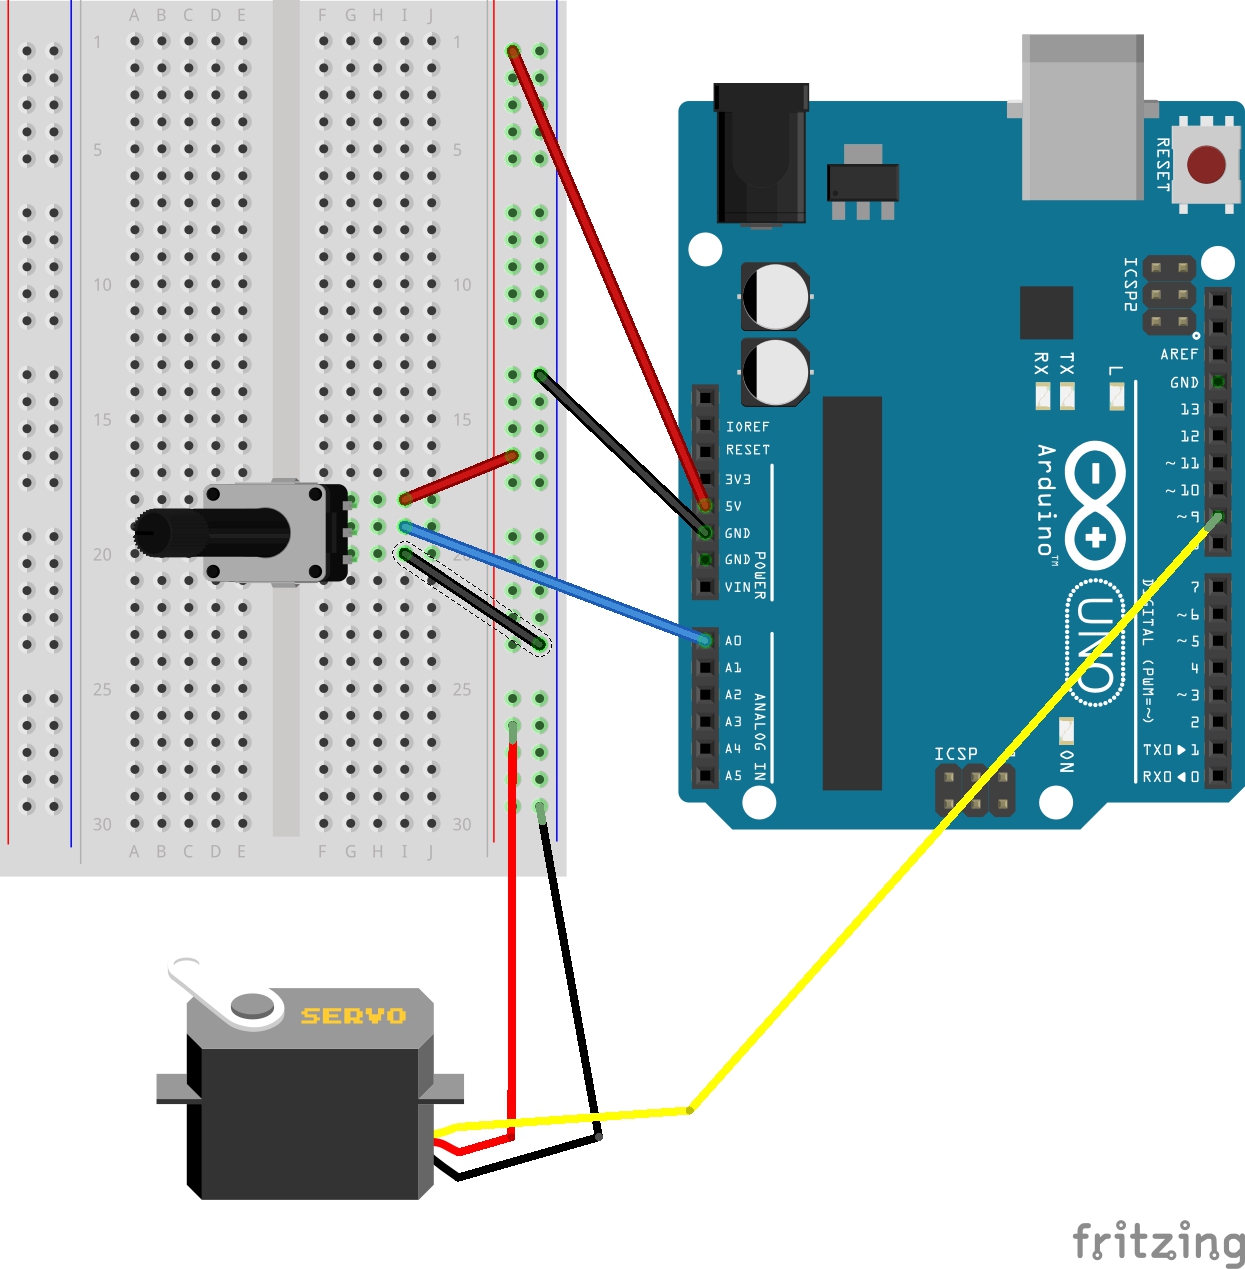 A B C D E F G H I J
1 1
5 5
10 10
15 15
20 20
25 25
30 30
A B C D E F G H I J
RESET
ICSP2
AREF
GND
RX TX L
13
12
~11
~10
~9
IOREF
RESET
3V3
5V
GND
GND
VIN
POWER
Arduino™
UNO
DIGITAL (PWM=~)
7
~6
~5
4
~3
2
TX0▶1
RX0◀0
A0
A1
A2
A3
A4
A5
ANALOG IN
ICSP
ON
SERVO
fritzing